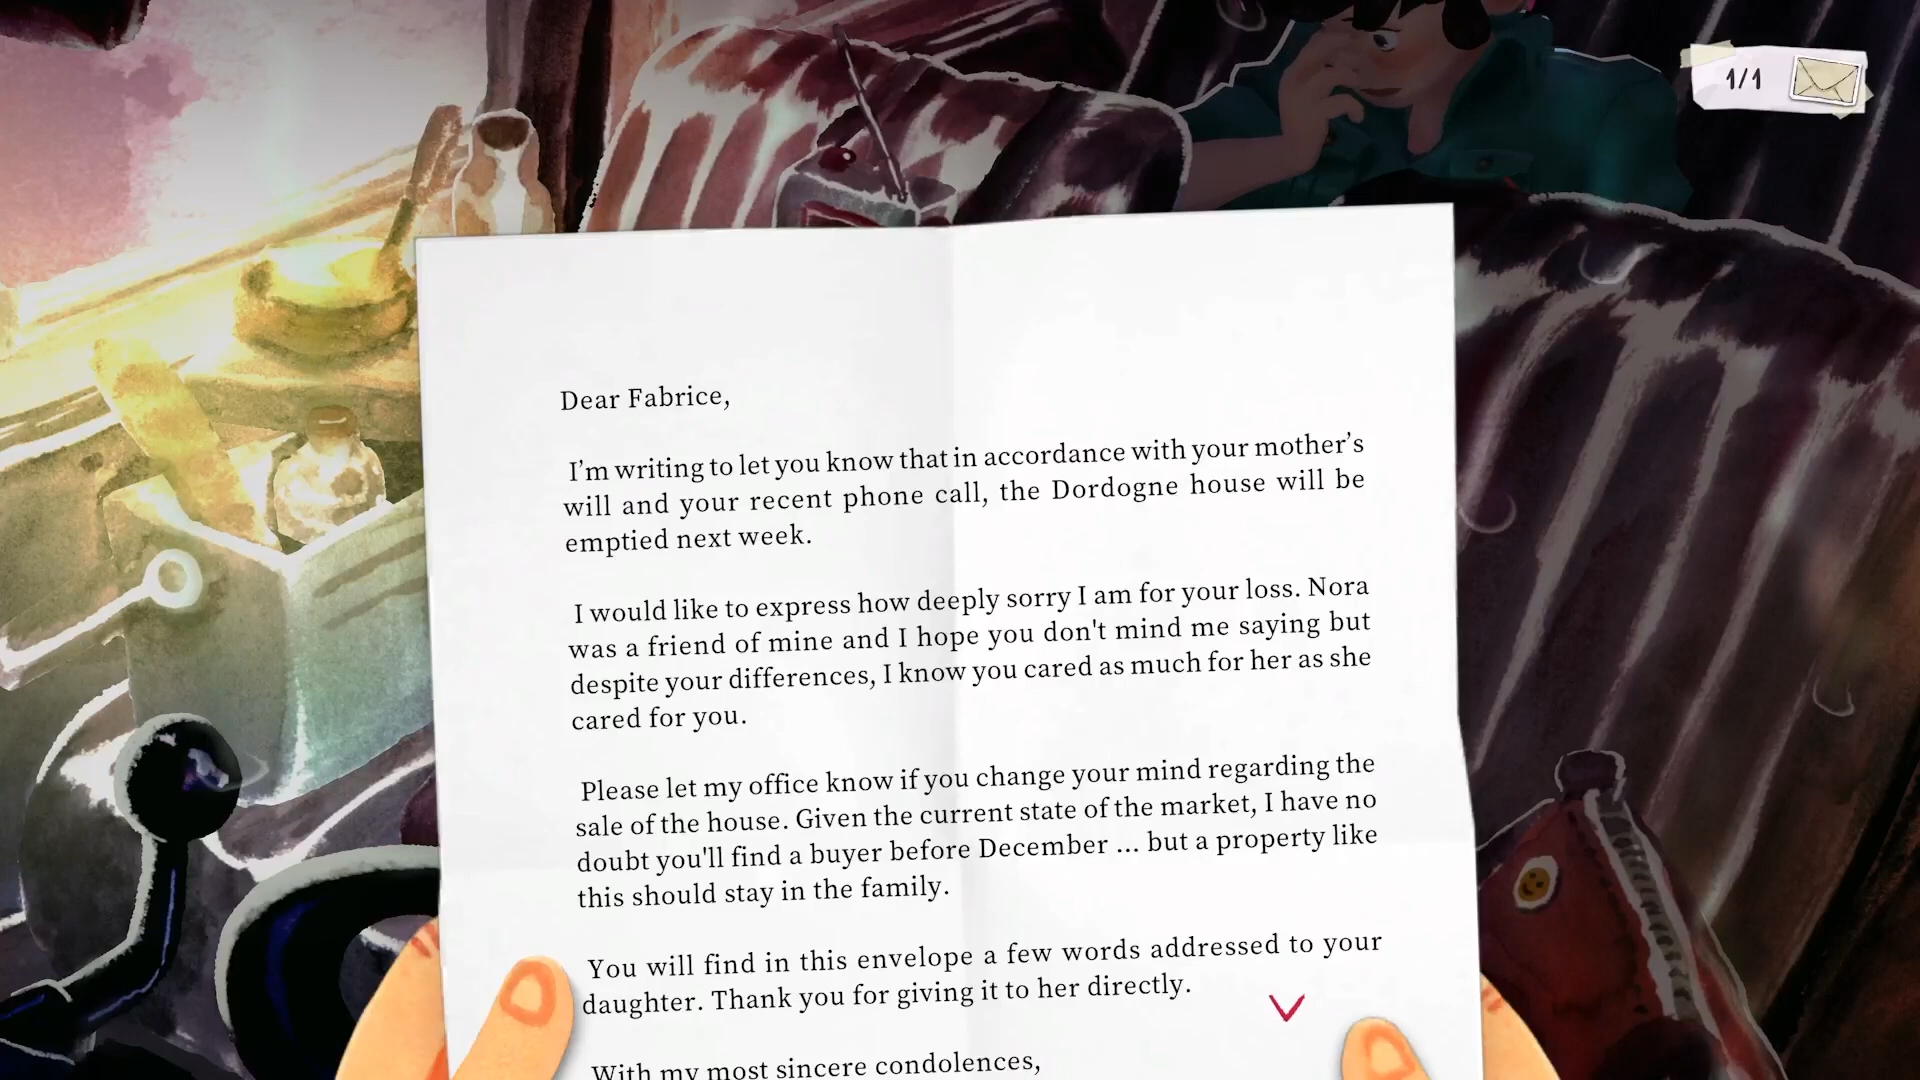 1/1
Dear Fabrice,
I'm writing to let you know that in accordance with your mother's
will and your recent phone call, the Dordogne house will be
emptied next week.
I would like to express how deeply sorry I am for your loss. Nora
was a friend of mine and I hope you don't mind me saying but
despite your differences, I know you cared as much for her as she
cared for you.
Please let my office know if you change your mind regarding the
sale of the house. Given the current state of the market, I have no
doubt you'll find a buyer before December ... but a property like
this should stay in the family.
You will find in this envelope a few words addressed to your
daughter. Thank you for giving it to her directly.
With my most sincere condolences,